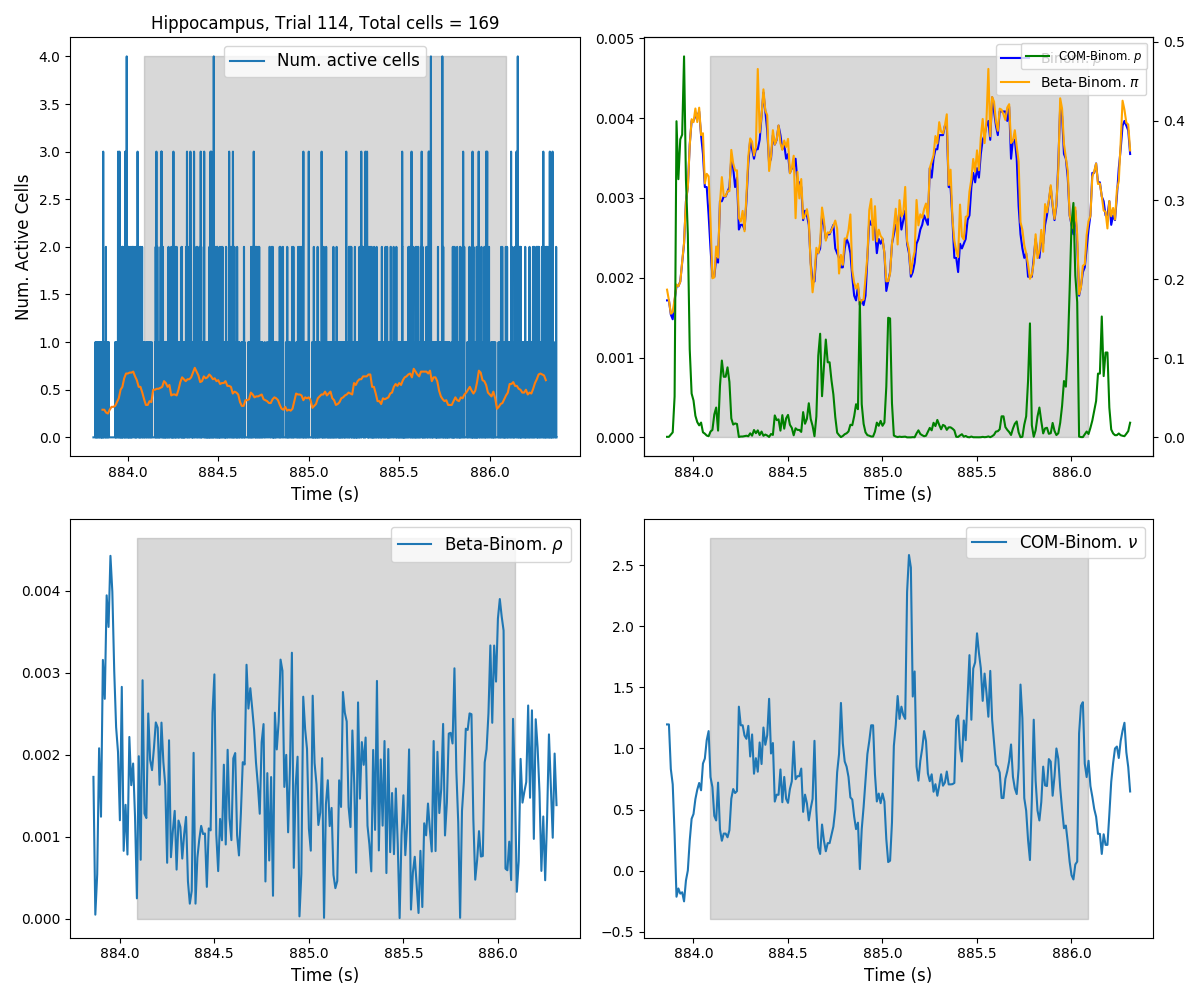 Hippocampus, Trial 114, Total cells = 169
Num. active cells
Num. Active Cells
4.0
3.5
3.0
2.5
2.0
1.5
1.0
0.5
0.0
884.0 884.5 885.0 885.5 886.0
Time (s)
COM-Binom. p
Binom. p
Beta-Binom. π
0.005
0.004
0.003
0.002
0.001
0.000
0.5
0.4
0.3
0.2
0.1
0.0
884.0 884.5 885.0 885.5 886.0
Time (s)
Beta-Binom. ρ
0.004
0.003
0.002
0.001
0.000
884.0 884.5 885.0 885.5 886.0
Time (s)
COM-Binom. ν
2.5
2.0
1.5
1.0
0.5
0.0
−0.5
884.0 884.5 885.0 885.5 886.0
Time (s)